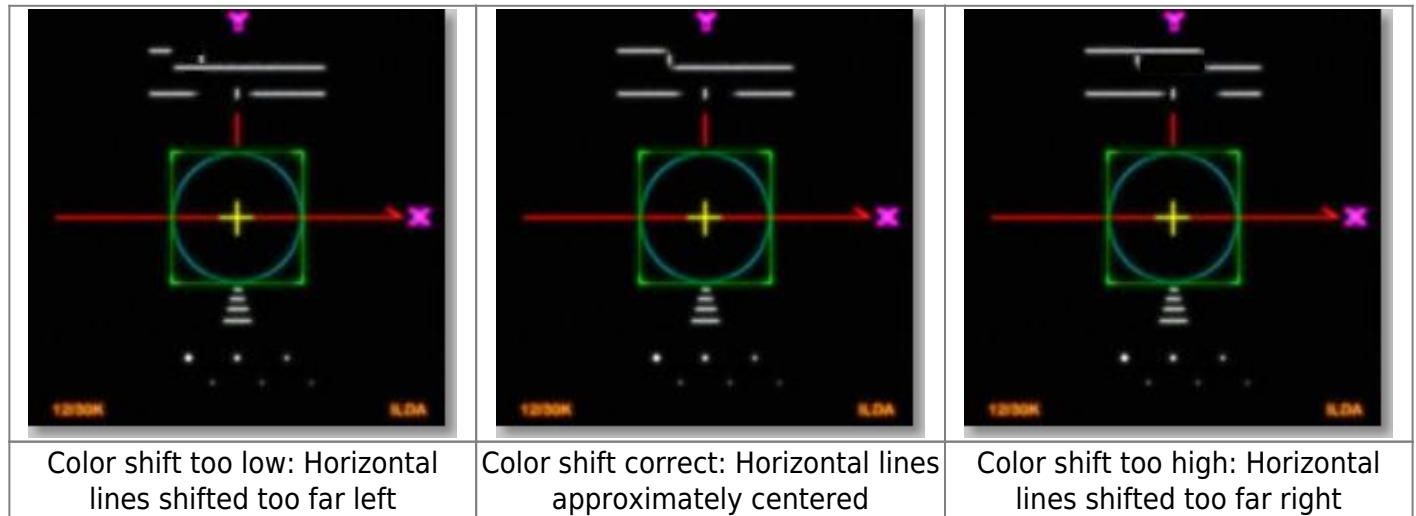 Y
X
12/30K ILDA
Y
X
12/30K ILDA
Y
X
12/30K ILDA
Color shift too low: Horizontal
lines shifted too far left
Color shift correct: Horizontal lines
approximately centered
Color shift too high: Horizontal
lines shifted too far right